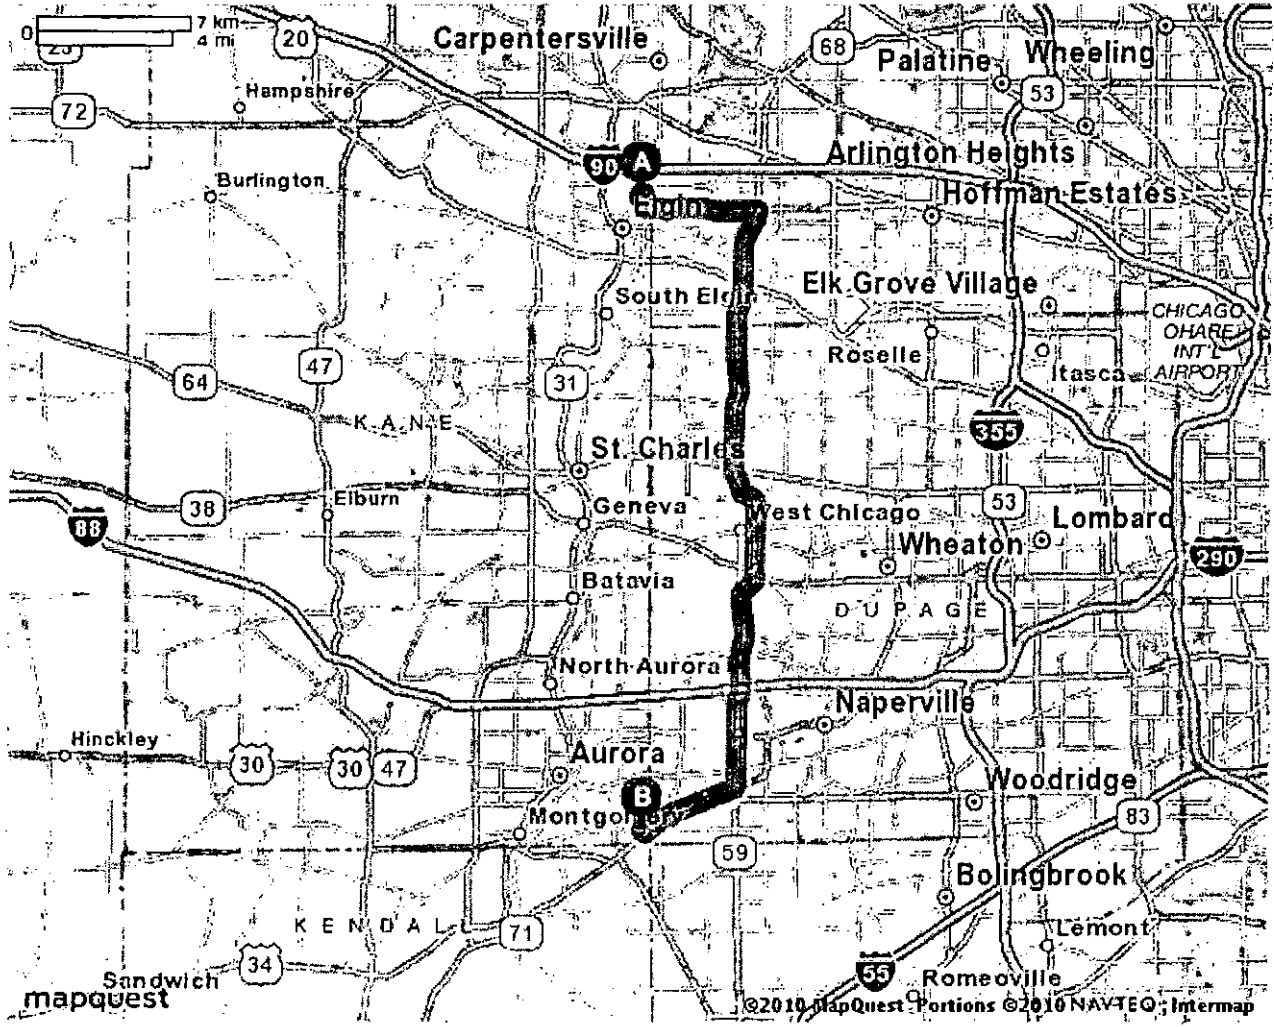 0
7 km
4 mi
23
20
Carpentersville
68
Palatine
Wheeling
53
72
Hampshire
90
A
Arlington Heights
Burlington
Elgin
Hoffman Estates
South Elgin
Elk Grove Village
CHICAGO
OHARE
INT'L
AIRPORT
Roselle
Itasca
64
47
31
KANE
355
St. Charles
38
Elburn
Geneva
West Chicago
53
Lombard
88
Wheaton
290
Batavia
DUPAGE
North Aurora
Naperville
Hinckley
30
30
47
Aurora
B
Woodridge
Montgomery
83
59
Bolingbrook
KENDAL
71
Lemont
34
Sandwich
55
Romeoville
mapquest
©2010 MapQuest Portions ©2010 NAVTEQ, Intermap